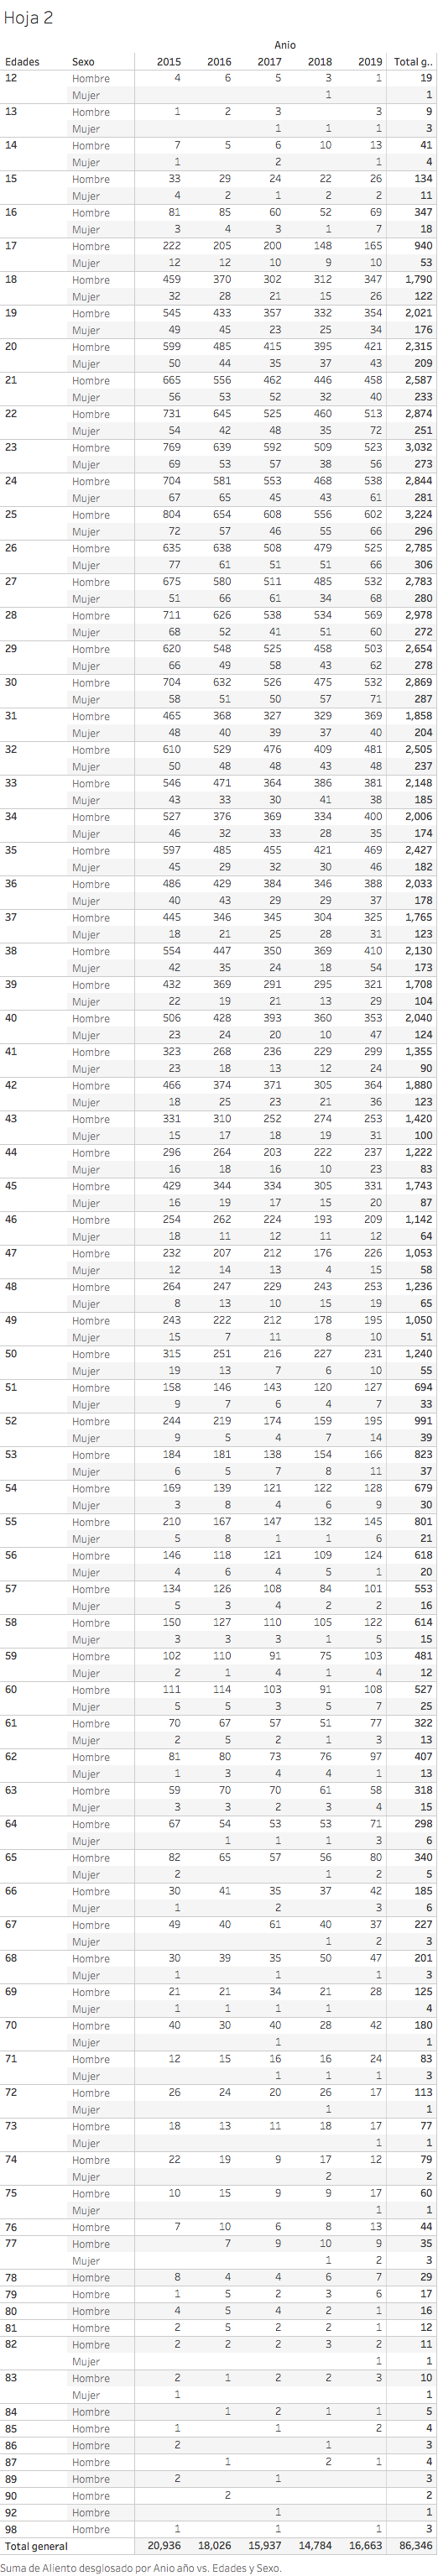 Hoja 2
Anio
Edades Sexo 2015 2016 2017 2018 2019 Total g..
12 Hombre 4 6 5 3 1 19
Mujer 1 1
13 Hombre 1 2 3 3 9
Mujer 1 1 1 3
14 Hombre 7 5 6 10 13 41
Mujer 1 2 1 4
15 Hombre 33 29 24 22 26 134
Mujer 4 2 1 2 2 11
16 Hombre 81 85 60 52 69 347
Mujer 3 4 3 1 7 18
17 Hombre 222 205 200 148 165 940
Mujer 12 12 10 9 10 53
18 Hombre 459 370 302 312 347 1,790
Mujer 32 28 21 15 26 122
19 Hombre 545 433 357 332 354 2,021
Mujer 49 45 23 25 34 176
20 Hombre 599 485 415 395 421 2,315
Mujer 50 44 35 37 43 209
21 Hombre 665 556 462 446 458 2,587
Mujer 56 53 52 32 40 233
22 Hombre 731 645 525 460 513 2,874
Mujer 54 42 48 35 72 251
23 Hombre 769 639 592 509 523 3,032
Mujer 69 53 57 38 56 273
24 Hombre 704 581 553 468 538 2,844
Mujer 67 65 45 43 61 281
25 Hombre 804 654 608 556 602 3,224
Mujer 72 57 46 55 66 296
26 Hombre 635 638 508 479 525 2,785
Mujer 77 61 51 51 66 306
27 Hombre 675 580 511 485 532 2,783
Mujer 51 66 61 34 68 280
28 Hombre 711 626 538 534 569 2,978
Mujer 68 52 41 51 60 272
29 Hombre 620 548 525 458 503 2,654
Mujer 66 49 58 43 62 278
30 Hombre 704 632 526 475 532 2,869
Mujer 58 51 50 57 71 287
31 Hombre 465 368 327 329 369 1,858
Mujer 48 40 39 37 40 204
32 Hombre 610 529 476 409 481 2,505
Mujer 50 48 48 43 48 237
33 Hombre 546 471 364 386 381 2,148
Mujer 43 33 30 41 38 185
34 Hombre 527 376 369 334 400 2,006
Mujer 46 32 33 28 35 174
35 Hombre 597 485 455 421 469 2,427
Mujer 45 29 32 30 46 182
36 Hombre 486 429 384 346 388 2,033
Mujer 40 43 29 29 37 178
37 Hombre 445 346 345 304 325 1,765
Mujer 18 21 25 28 31 123
38 Hombre 554 447 350 369 410 2,130
Mujer 42 35 24 18 54 173
39 Hombre 432 369 291 295 321 1,708
Mujer 22 19 21 13 29 104
40 Hombre 506 428 393 360 353 2,040
Mujer 23 24 20 10 47 124
41 Hombre 323 268 236 229 299 1,355
Mujer 23 18 13 12 24 90
42 Hombre 466 374 371 305 364 1,880
Mujer 18 25 23 21 36 123
43 Hombre 331 310 252 274 253 1,420
Mujer 15 17 18 19 31 100
44 Hombre 296 264 203 222 237 1,222
Mujer 16 18 16 10 23 83
45 Hombre 429 344 334 305 331 1,743
Mujer 16 19 17 15 20 87
46 Hombre 254 262 224 193 209 1,142
Mujer 18 11 12 11 12 64
47 Hombre 232 207 212 176 226 1,053
Mujer 12 14 13 4 15 58
48 Hombre 264 247 229 243 253 1,236
Mujer 8 13 10 15 19 65
49 Hombre 243 222 212 178 195 1,050
Mujer 15 7 11 8 10 51
50 Hombre 315 251 216 227 231 1,240
Mujer 19 13 7 6 10 55
51 Hombre 158 146 143 120 127 694
Mujer 9 7 6 4 7 33
52 Hombre 244 219 174 159 195 991
Mujer 9 5 4 7 14 39
53 Hombre 184 181 138 154 166 823
Mujer 6 5 7 8 11 37
54 Hombre 169 139 121 122 128 679
Mujer 3 8 4 6 9 30
55 Hombre 210 167 147 132 145 801
Mujer 5 8 1 1 6 21
56 Hombre 146 118 121 109 124 618
Mujer 4 6 4 5 1 20
57 Hombre 134 126 108 84 101 553
Mujer 5 3 4 2 2 16
58 Hombre 150 127 110 105 122 614
Mujer 3 3 3 1 5 15
59 Hombre 102 110 91 75 103 481
Mujer 2 1 4 1 4 12
60 Hombre 111 114 103 91 108 527
Mujer 5 5 3 5 7 25
61 Hombre 70 67 57 51 77 322
Mujer 2 5 2 1 3 13
62 Hombre 81 80 73 76 97 407
Mujer 1 3 4 4 1 13
63 Hombre 59 70 70 61 58 318
Mujer 3 3 2 3 4 15
64 Hombre 67 54 53 53 71 298
Mujer 1 1 1 3 6
65 Hombre 82 65 57 56 80 340
Mujer 2 1 2 5
66 Hombre 30 41 35 37 42 185
Mujer 1 2 3 6
67 Hombre 49 40 61 40 37 227
Mujer 1 2 3
68 Hombre 30 39 35 50 47 201
Mujer 1 1 1 3
69 Hombre 21 21 34 21 28 125
Mujer 1 1 1 1 4
70 Hombre 40 30 40 28 42 180
Mujer 1 1
71 Hombre 12 15 16 16 24 83
Mujer 1 1 1 3
72 Hombre 26 24 20 26 17 113
Mujer 1 1
73 Hombre 18 13 11 18 17 77
Mujer 1 1
74 Hombre 22 19 9 17 12 79
Mujer 2 2
75 Hombre 10 15 9 9 17 60
Mujer 1 1
76 Hombre 7 10 6 8 13 44
77 Hombre 7 9 10 9 35
Mujer 1 2 3
78 Hombre 8 4 4 6 7 29
79 Hombre 1 5 2 3 6 17
80 Hombre 4 5 4 2 1 16
81 Hombre 2 5 2 2 1 12
82 Hombre 2 2 2 3 2 11
Mujer 1 1
83 Hombre 2 1 2 2 3 10
Mujer 1 1
84 Hombre 1 2 1 1 5
85 Hombre 1 1 2 4
86 Hombre 2 1 3
87 Hombre 1 2 1 4
89 Hombre 2 1 3
90 Hombre 2 2
92 Hombre 1 1
98 Hombre 1 1 1 3
Total general 20,936 18,026 15,937 14,784 16,663 86,346
Suma de Aliento desglosado por Anio año vs. Edades y Sexo.